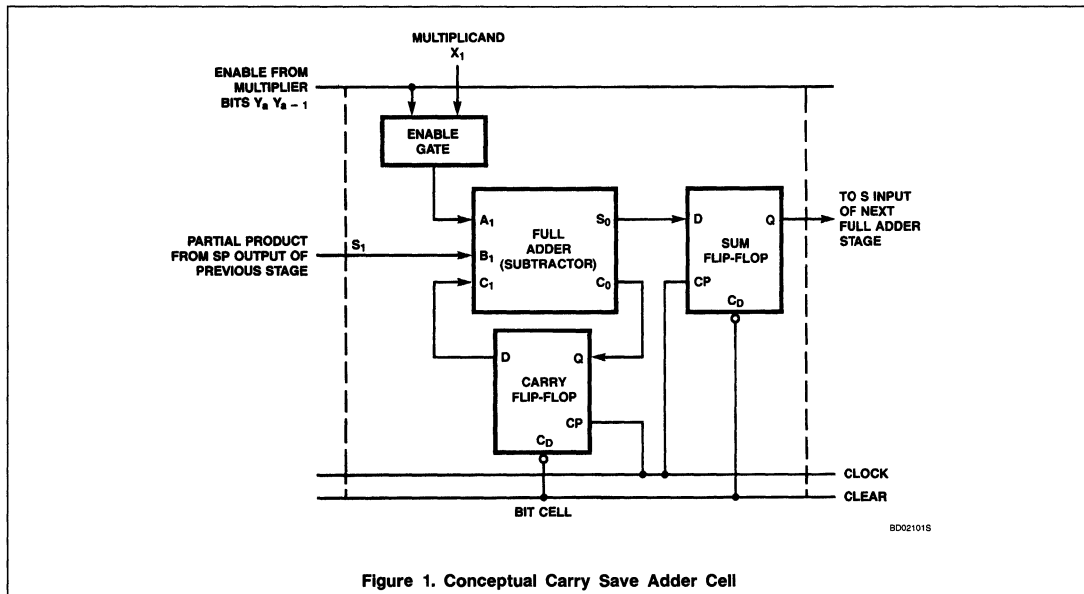 MULTIPLICAND
X₁
ENABLE FROM
MULTIPLIER
BITS Yₐ Yₐ ₋ ₁
ENABLE
GATE
A₁
S₀
FULL
ADDER
(SUBTRACTOR)
B₁
C₁
C₀
PARTIAL PRODUCT
FROM SP OUTPUT OF
PREVIOUS STAGE
S₁
D
Q
SUM
FLIP-FLOP
CP
C_D
TO S INPUT
OF NEXT
FULL ADDER
STAGE
D
Q
CARRY
FLIP-FLOP
CP
C_D
CLOCK
CLEAR
BIT CELL
BD02101S
Figure 1. Conceptual Carry Save Adder Cell